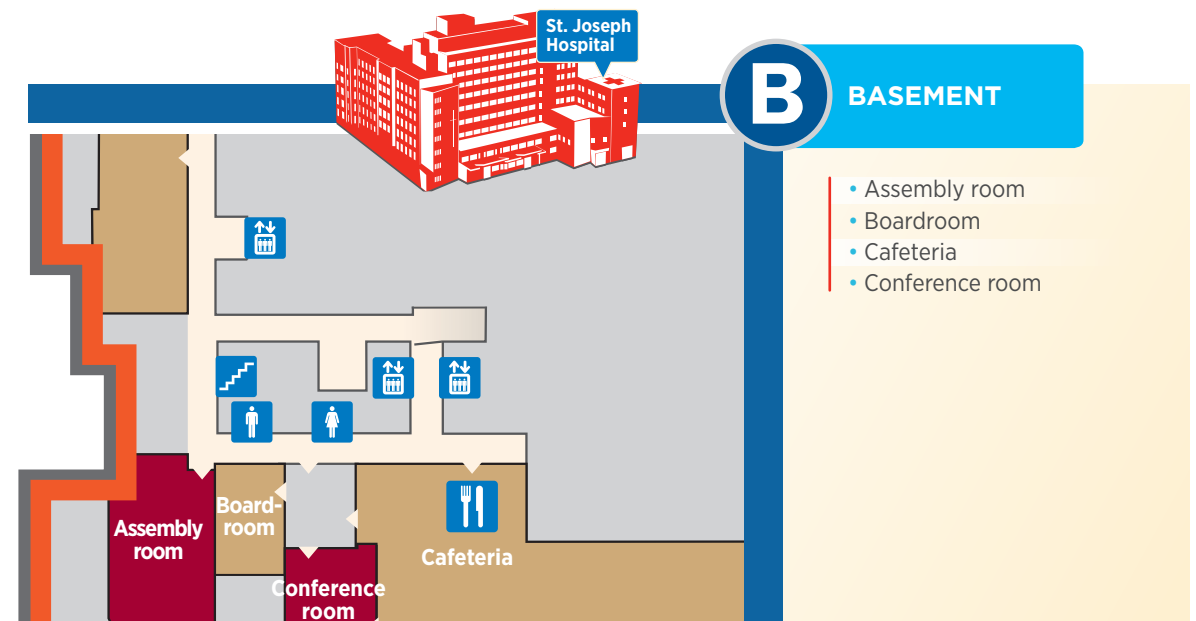 St. Joseph
Hospital
B
BASEMENT
• Assembly room
• Boardroom
• Cafeteria
• Conference room
Board-
room
Assembly
room
Cafeteria
Conference
room